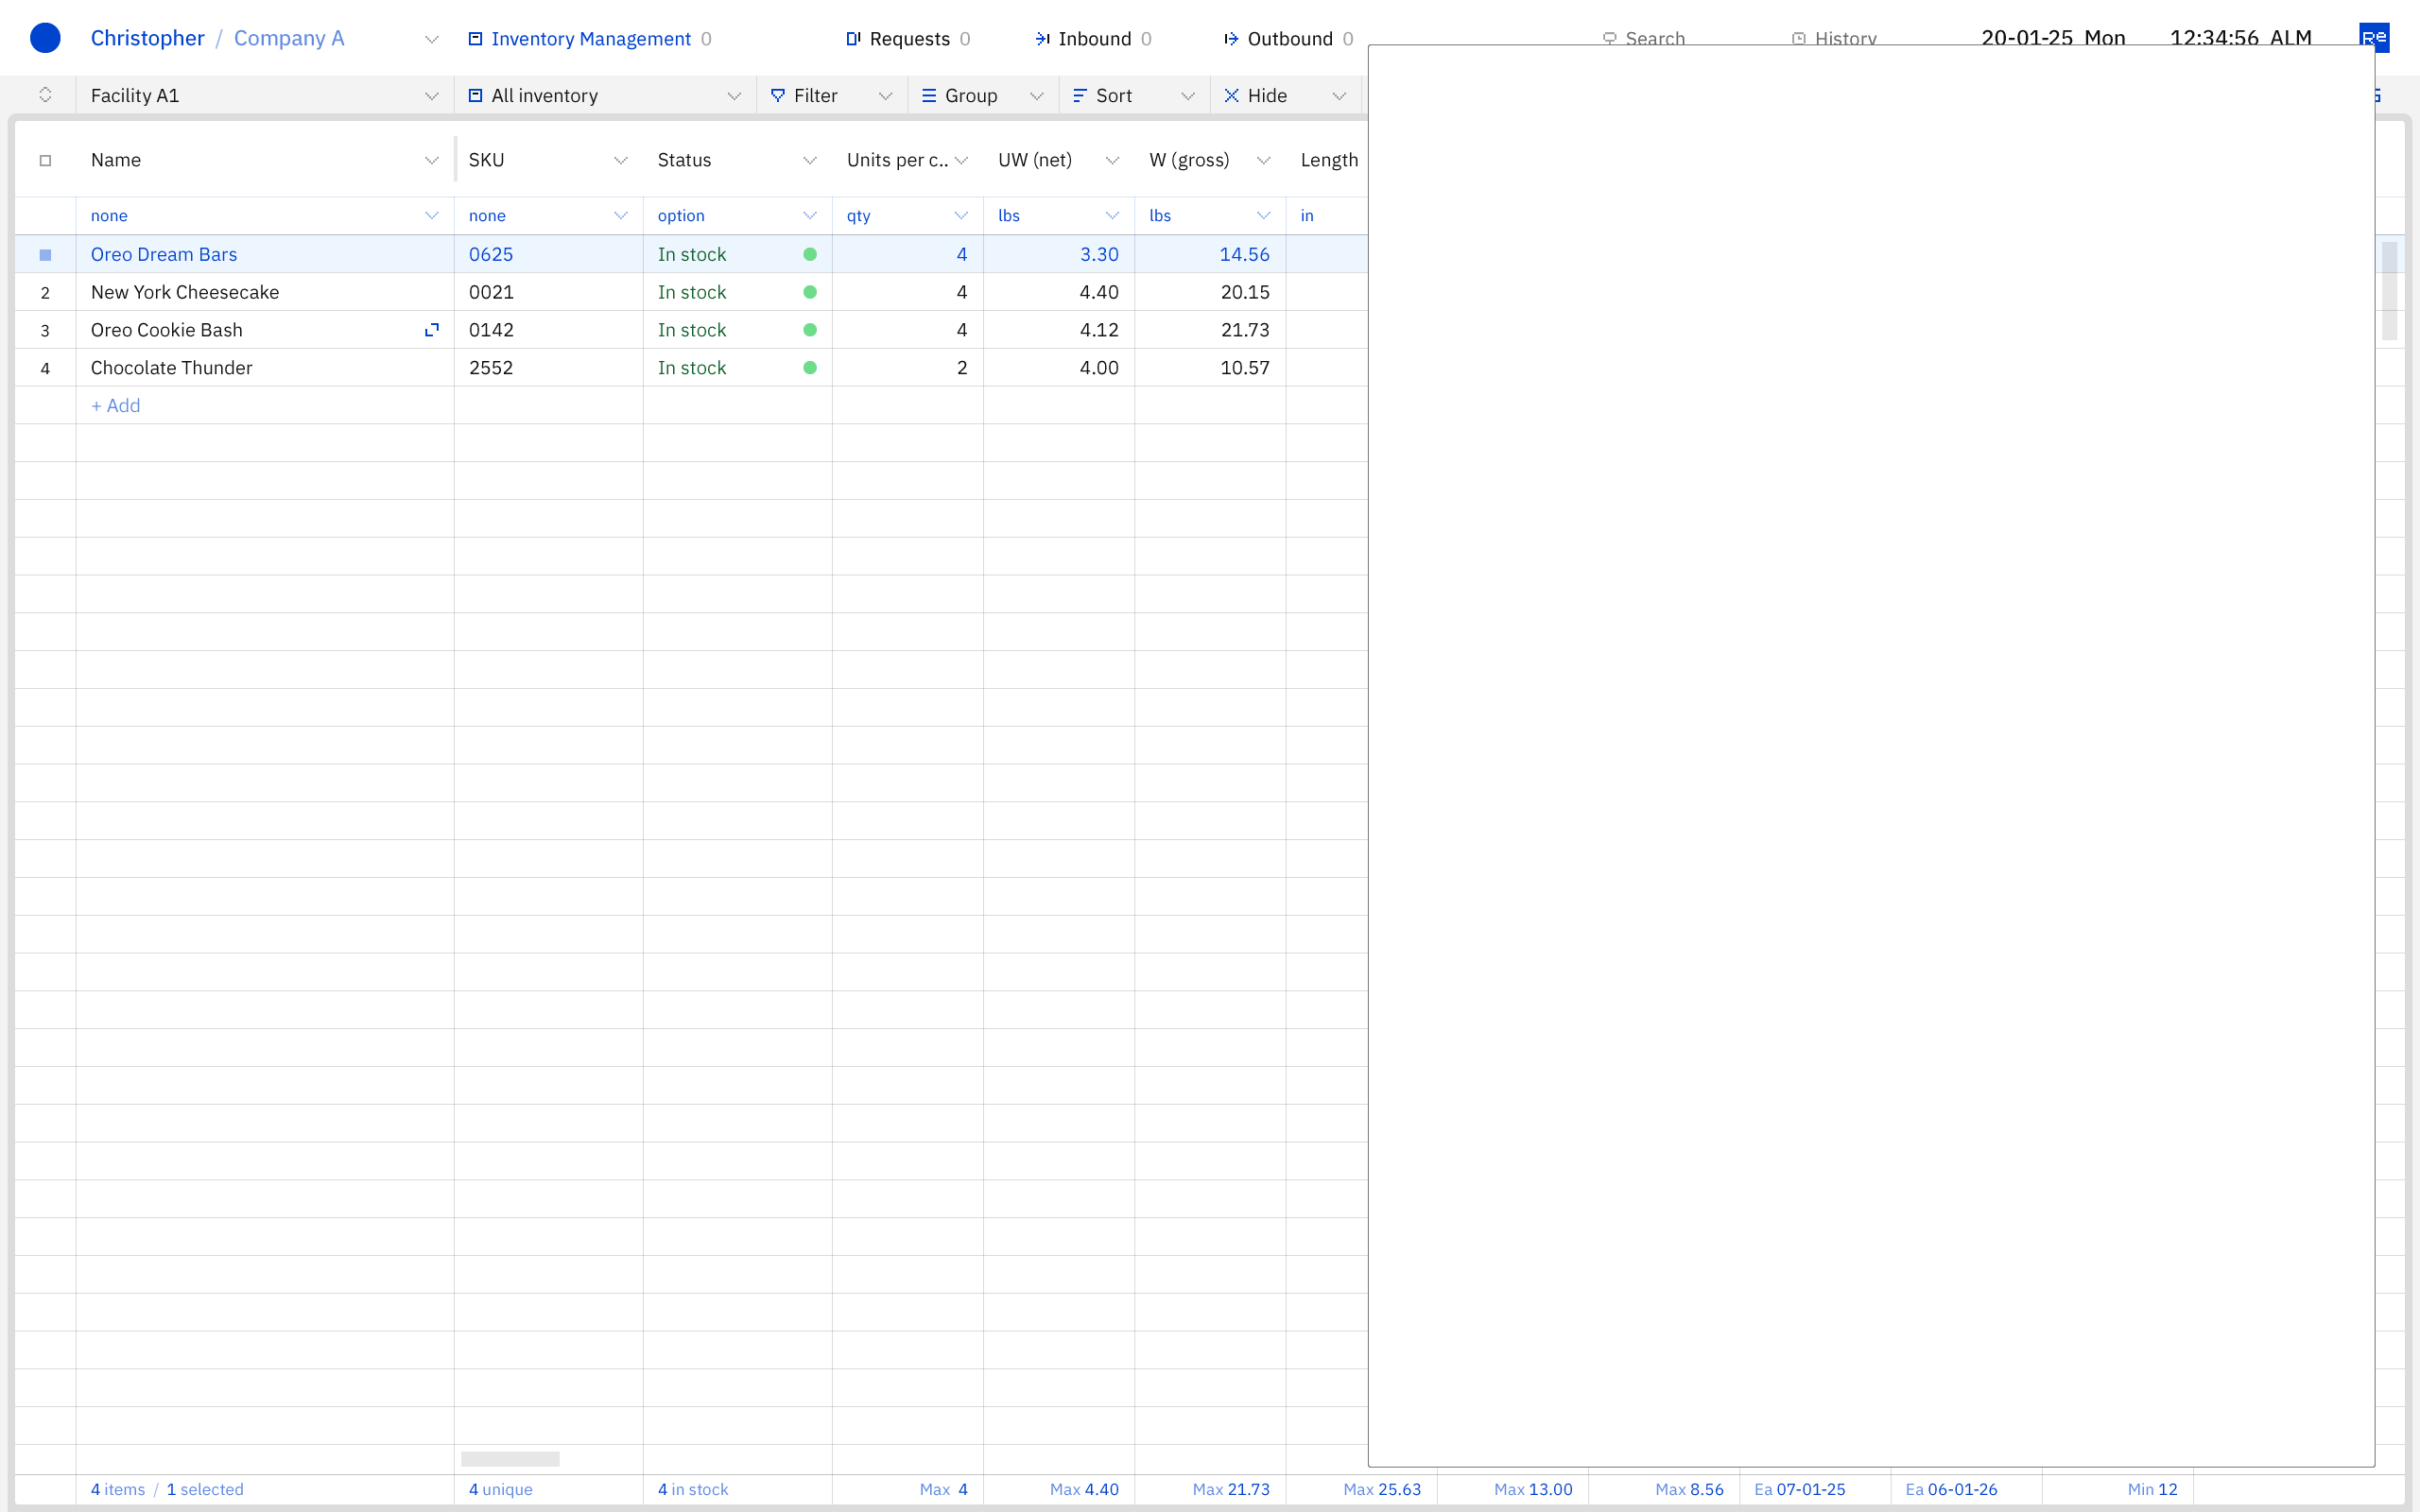 Christopher / Company A Inventory Management 0 Requests 0 Inbound 0 Outbound 0 Search History 20-01-25 Mon 12:34:56 ALM Re
Facility A1 All inventory Filter Group Sort Hide
Name SKU Status Units per c.. UW (net) W (gross) Length
none none option qty lbs lbs in
Oreo Dream Bars 0625 In stock 4 3.30 14.56
2 New York Cheesecake 0021 In stock 4 4.40 20.15
3 Oreo Cookie Bash 0142 In stock 4 4.12 21.73
4 Chocolate Thunder 2552 In stock 2 4.00 10.57
+ Add
4 items / 1 selected 4 unique 4 in stock Max 4 Max 4.40 Max 21.73 Max 25.63 Max 13.00 Max 8.56 Ea 07-01-25 Ea 06-01-26 Min 12